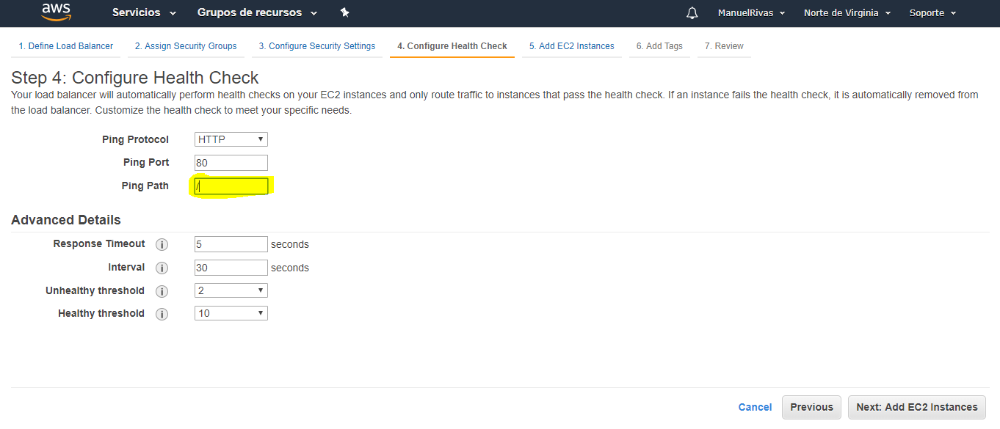 aws Servicios Grupos de recursos ManuelRivas Norte de Virginia Soporte
1. Define Load Balancer 2. Assign Security Groups 3. Configure Security Settings 4. Configure Health Check 5. Add EC2 Instances 6. Add Tags 7. Review
Step 4: Configure Health Check
Your load balancer will automatically perform health checks on your EC2 instances and only route traffic to instances that pass the health check. If an instance fails the health check, it is automatically removed from
the load balancer. Customize the health check to meet your specific needs.
Ping Protocol HTTP
Ping Port 80
Ping Path /
Advanced Details
Response Timeout i 5 seconds
Interval i 30 seconds
Unhealthy threshold i 2
Healthy threshold i 10
Cancel Previous Next: Add EC2 Instances